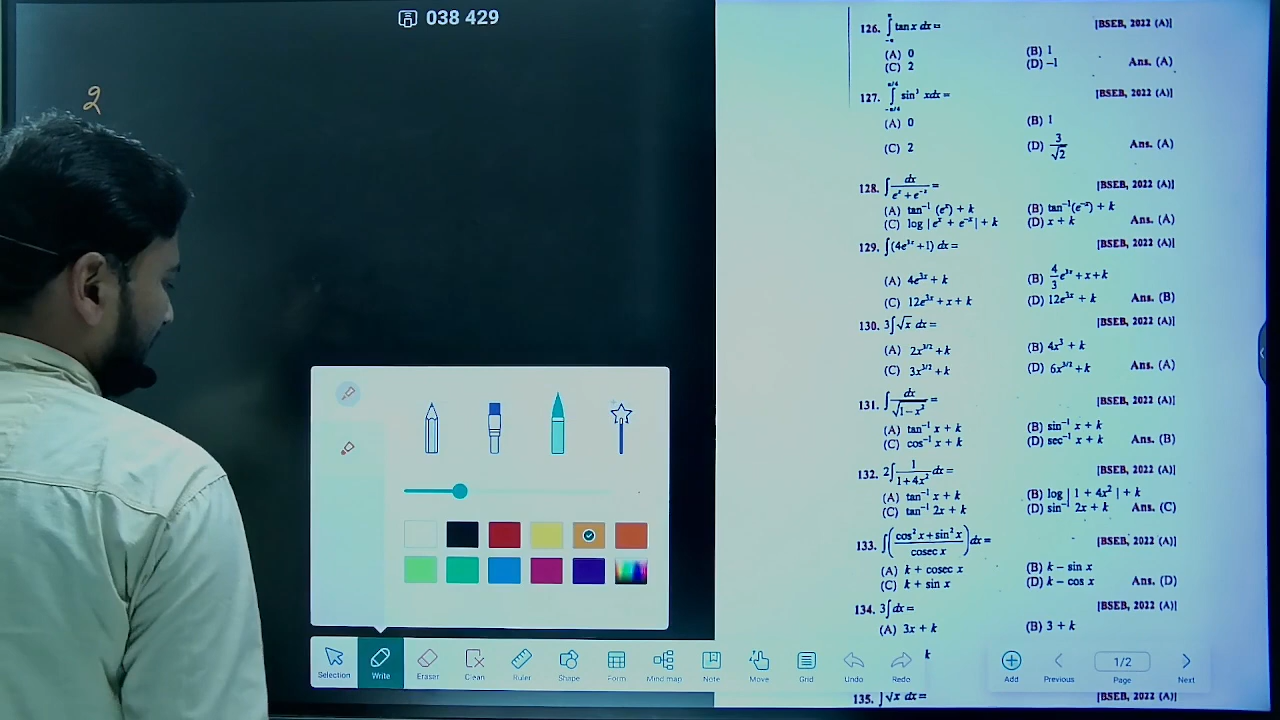 038 429
2
126. ∫ tan x dx = [BSEB, 2022 (A)]
(A) 0 (B) 1
(C) 2 (D) –1 Ans. (A)
127. ∫ sin³ xdx = [BSEB, 2022 (A)]
π/4
–π/4
(A) 0 (B) 1
(C) 2 (D) 3/√2 Ans. (A)
128. ∫ dx/(eˣ + e⁻ˣ) = [BSEB, 2022 (A)]
(A) tan⁻¹ (eˣ) + k (B) tan⁻¹(e⁻ˣ) + k
(C) log | eˣ + e⁻ˣ | + k (D) x + k Ans. (A)
129. ∫(4e³ˣ + 1) dx = [BSEB, 2022 (A)]
(A) 4e³ˣ + k (B) 4/3 e³ˣ + x + k
(C) 12e³ˣ + x + k (D) 12e³ˣ + k Ans. (B)
130. 3∫√x dx = [BSEB, 2022 (A)]
(A) 2x³ᐟ² + k (B) 4x³ + k
(C) 3x³ᐟ² + k (D) 6x³ᐟ² + k Ans. (A)
131. ∫ dx/√(1 – x²) = [BSEB, 2022 (A)]
(A) tan⁻¹ x + k (B) sin⁻¹ x + k
(C) cos⁻¹ x + k (D) sec⁻¹ x + k Ans. (B)
132. 2∫ 1/(1 + 4x²) dx = [BSEB, 2022 (A)]
(A) tan⁻¹ x + k (B) log | 1 + 4x² | + k
(C) tan⁻¹ 2x + k (D) sin⁻¹ 2x + k Ans. (C)
133. ∫((cos² x + sin² x)/cosec x) dx = [BSEB, 2022 (A)]
(A) k + cosec x (B) k – sin x
(C) k + sin x (D) k – cos x Ans. (D)
134. 3∫dx = [BSEB, 2022 (A)]
(A) 3x + k (B) 3 + k
k
135. ∫√x dx = [BSEB, 2022 (A)]
Selection Write Eraser Clean Ruler Shape Form Mind map Note Move Grid Undo Redo
Add Previous 1/2 Page Next